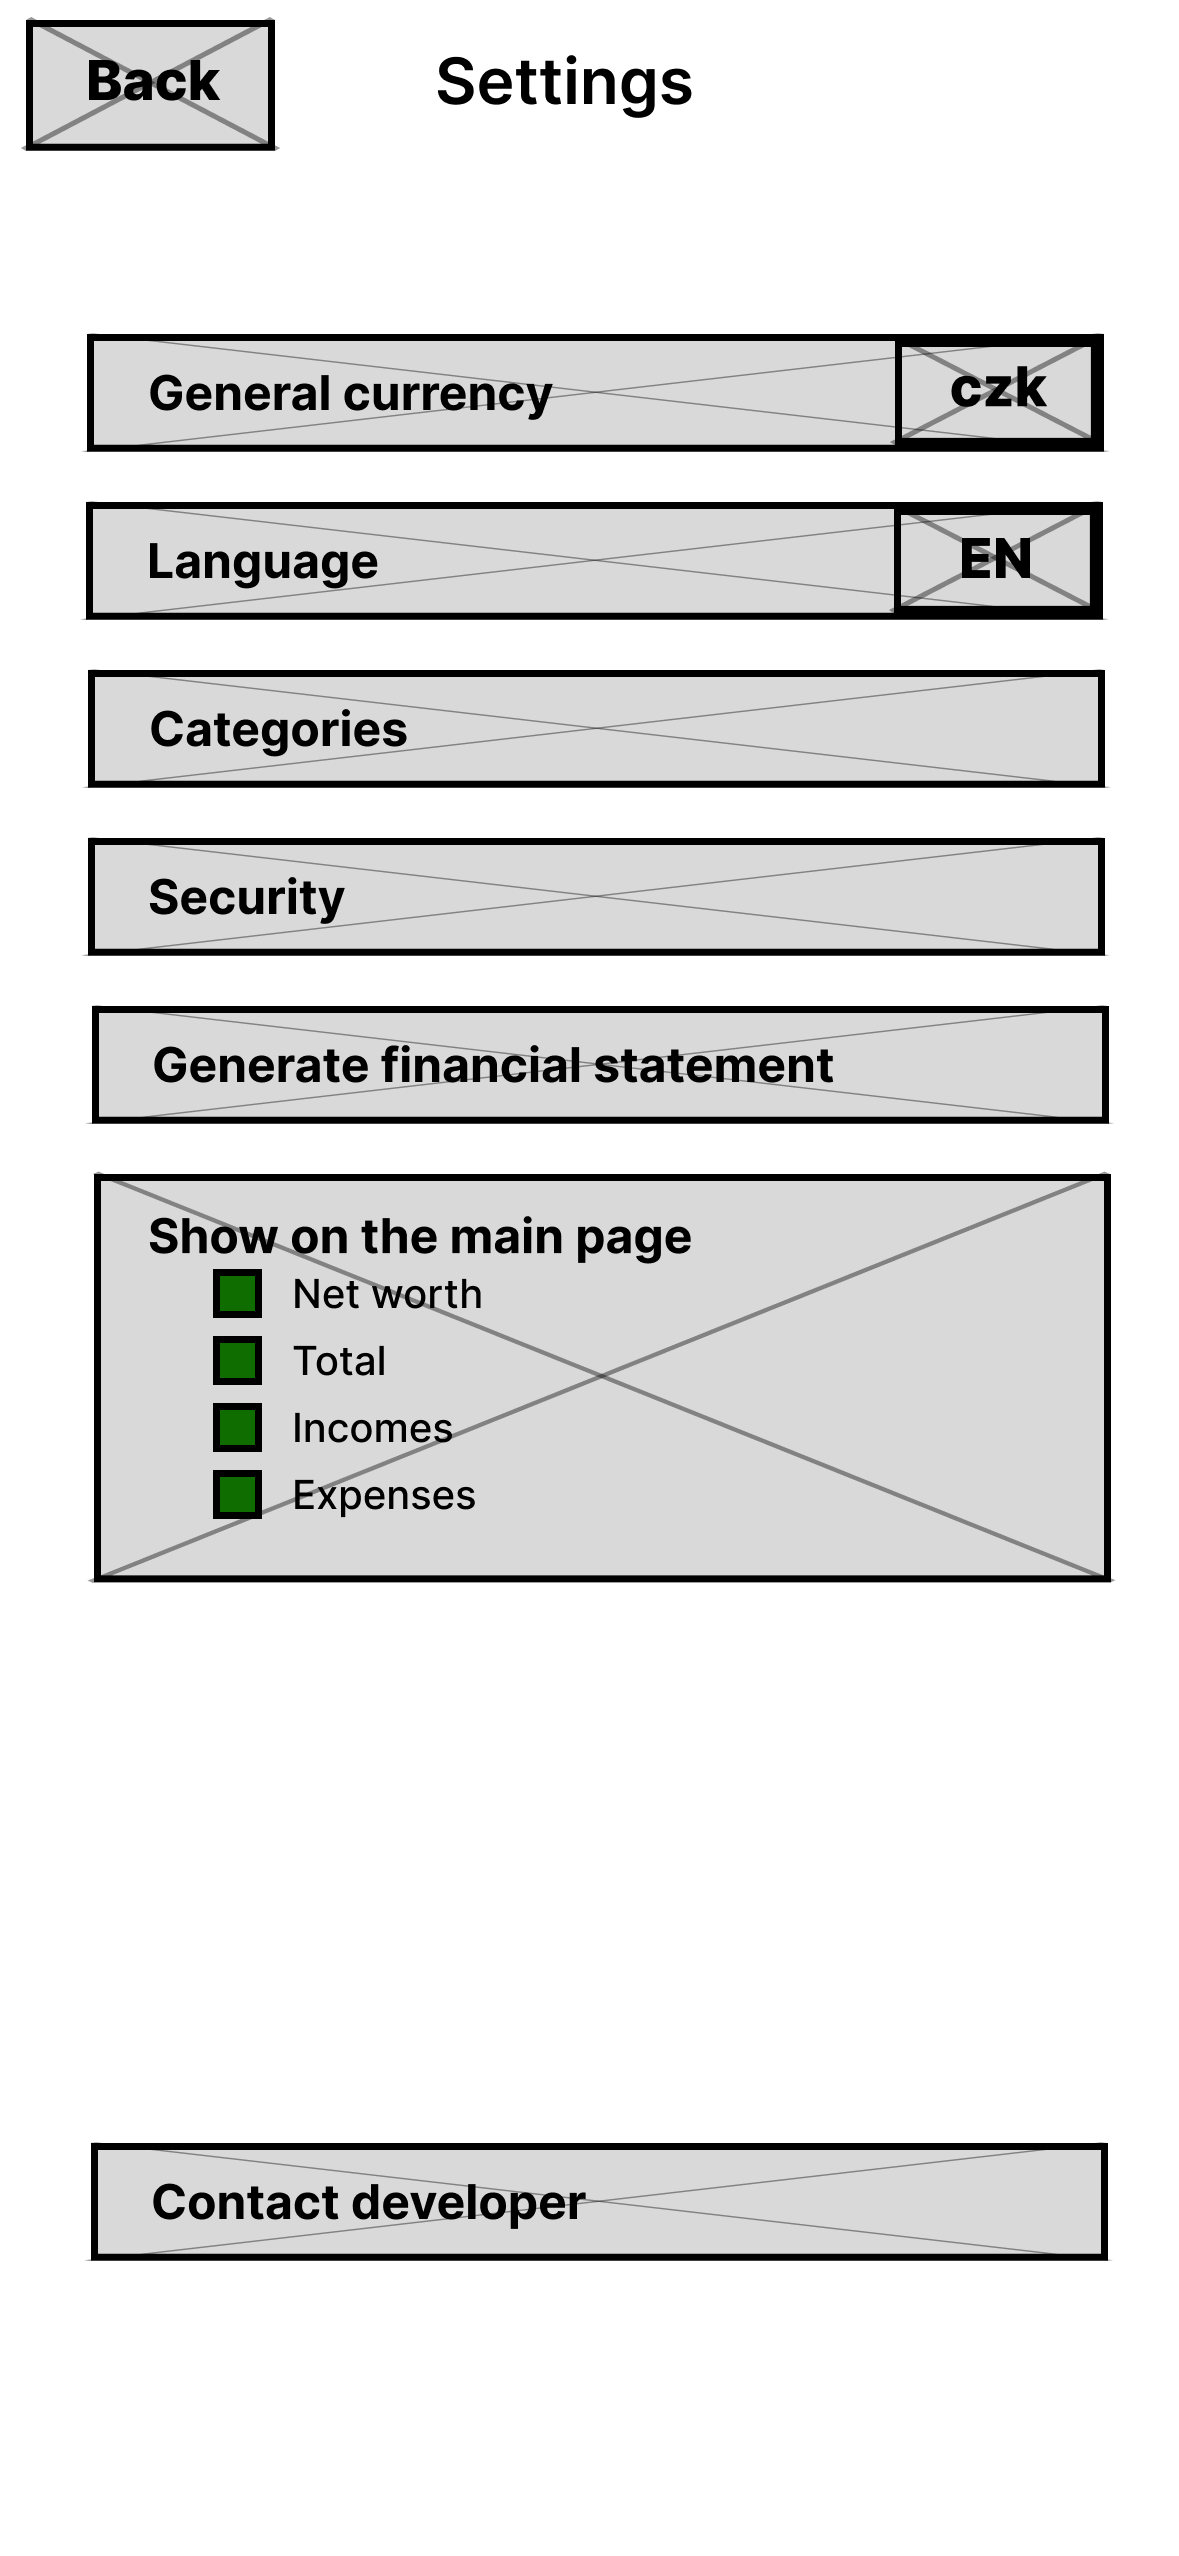 Back
Settings
General currency
czk
Language
EN
Categories
Security
Generate financial statement
Show on the main page
Net worth
Total
Incomes
Expenses
Contact developer